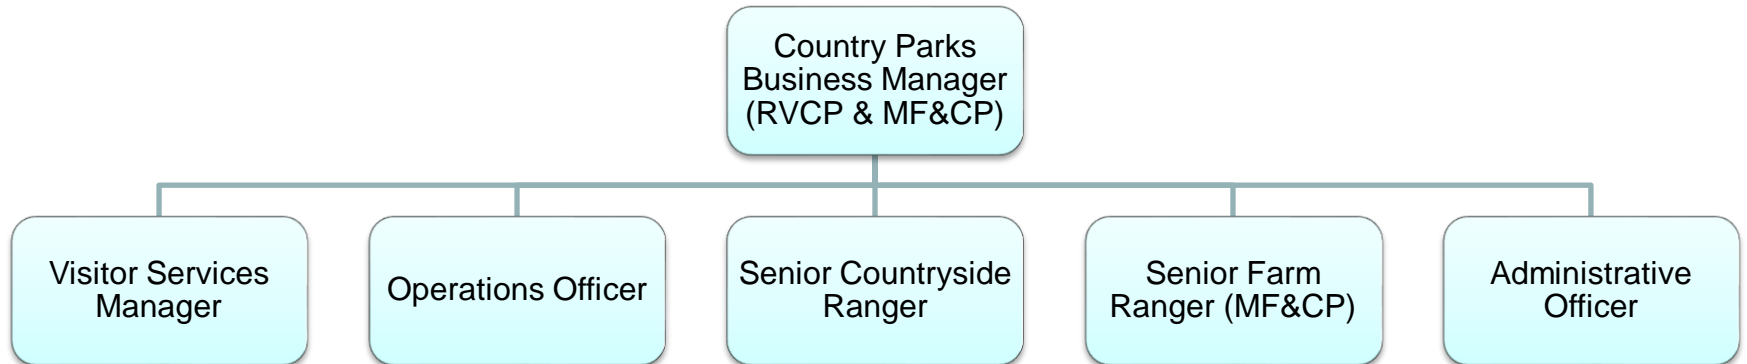 Country Parks
Business Manager
(RVCP & MF&CP)
Visitor Services
Manager
Operations Officer
Senior Countryside
Ranger
Senior Farm
Ranger (MF&CP)
Administrative
Officer